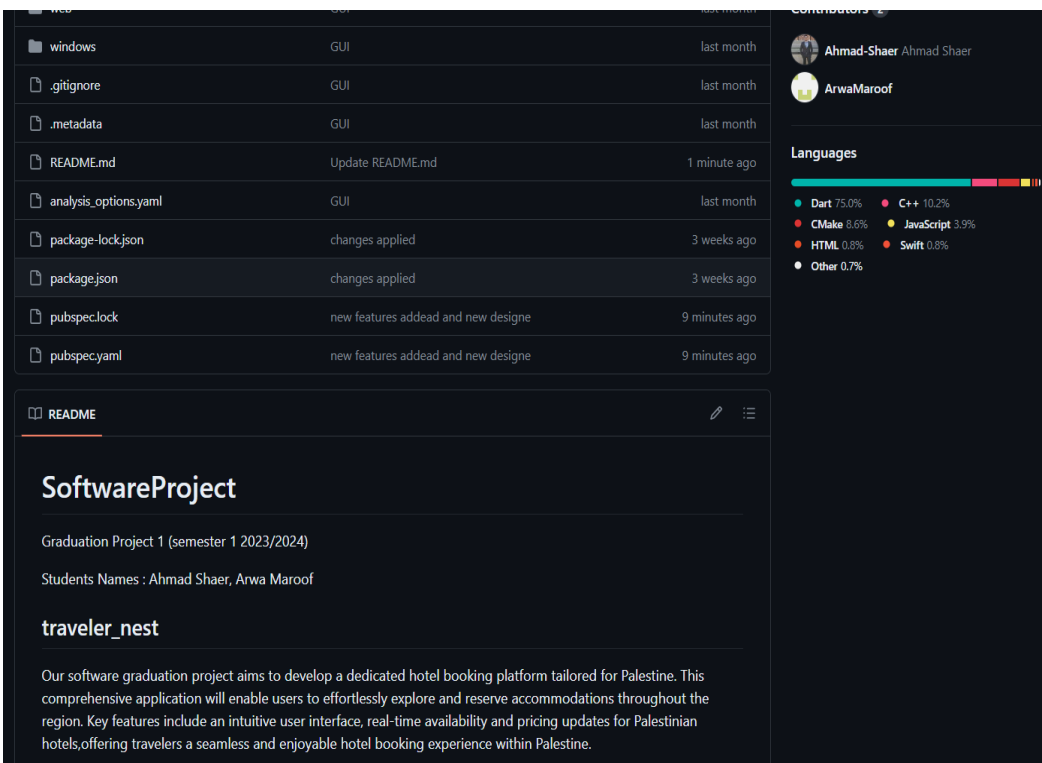 web GUI last month
windows GUI last month
.gitignore GUI last month
.metadata GUI last month
README.md Update README.md 1 minute ago
analysis_options.yaml GUI last month
package-lock.json changes applied 3 weeks ago
package.json changes applied 3 weeks ago
pubspec.lock new features addead and new designe 9 minutes ago
pubspec.yaml new features addead and new designe 9 minutes ago
README
SoftwareProject
Graduation Project 1 (semester 1 2023/2024)
Students Names : Ahmad Shaer, Arwa Maroof
traveler_nest
Our software graduation project aims to develop a dedicated hotel booking platform tailored for Palestine. This
comprehensive application will enable users to effortlessly explore and reserve accommodations throughout the
region. Key features include an intuitive user interface, real-time availability and pricing updates for Palestinian
hotels,offering travelers a seamless and enjoyable hotel booking experience within Palestine.
Contributors 2
Ahmad-Shaer Ahmad Shaer
ArwaMaroof
Languages
Dart 75.0% C++ 10.2%
CMake 8.6% JavaScript 3.9%
HTML 0.8% Swift 0.8%
Other 0.7%